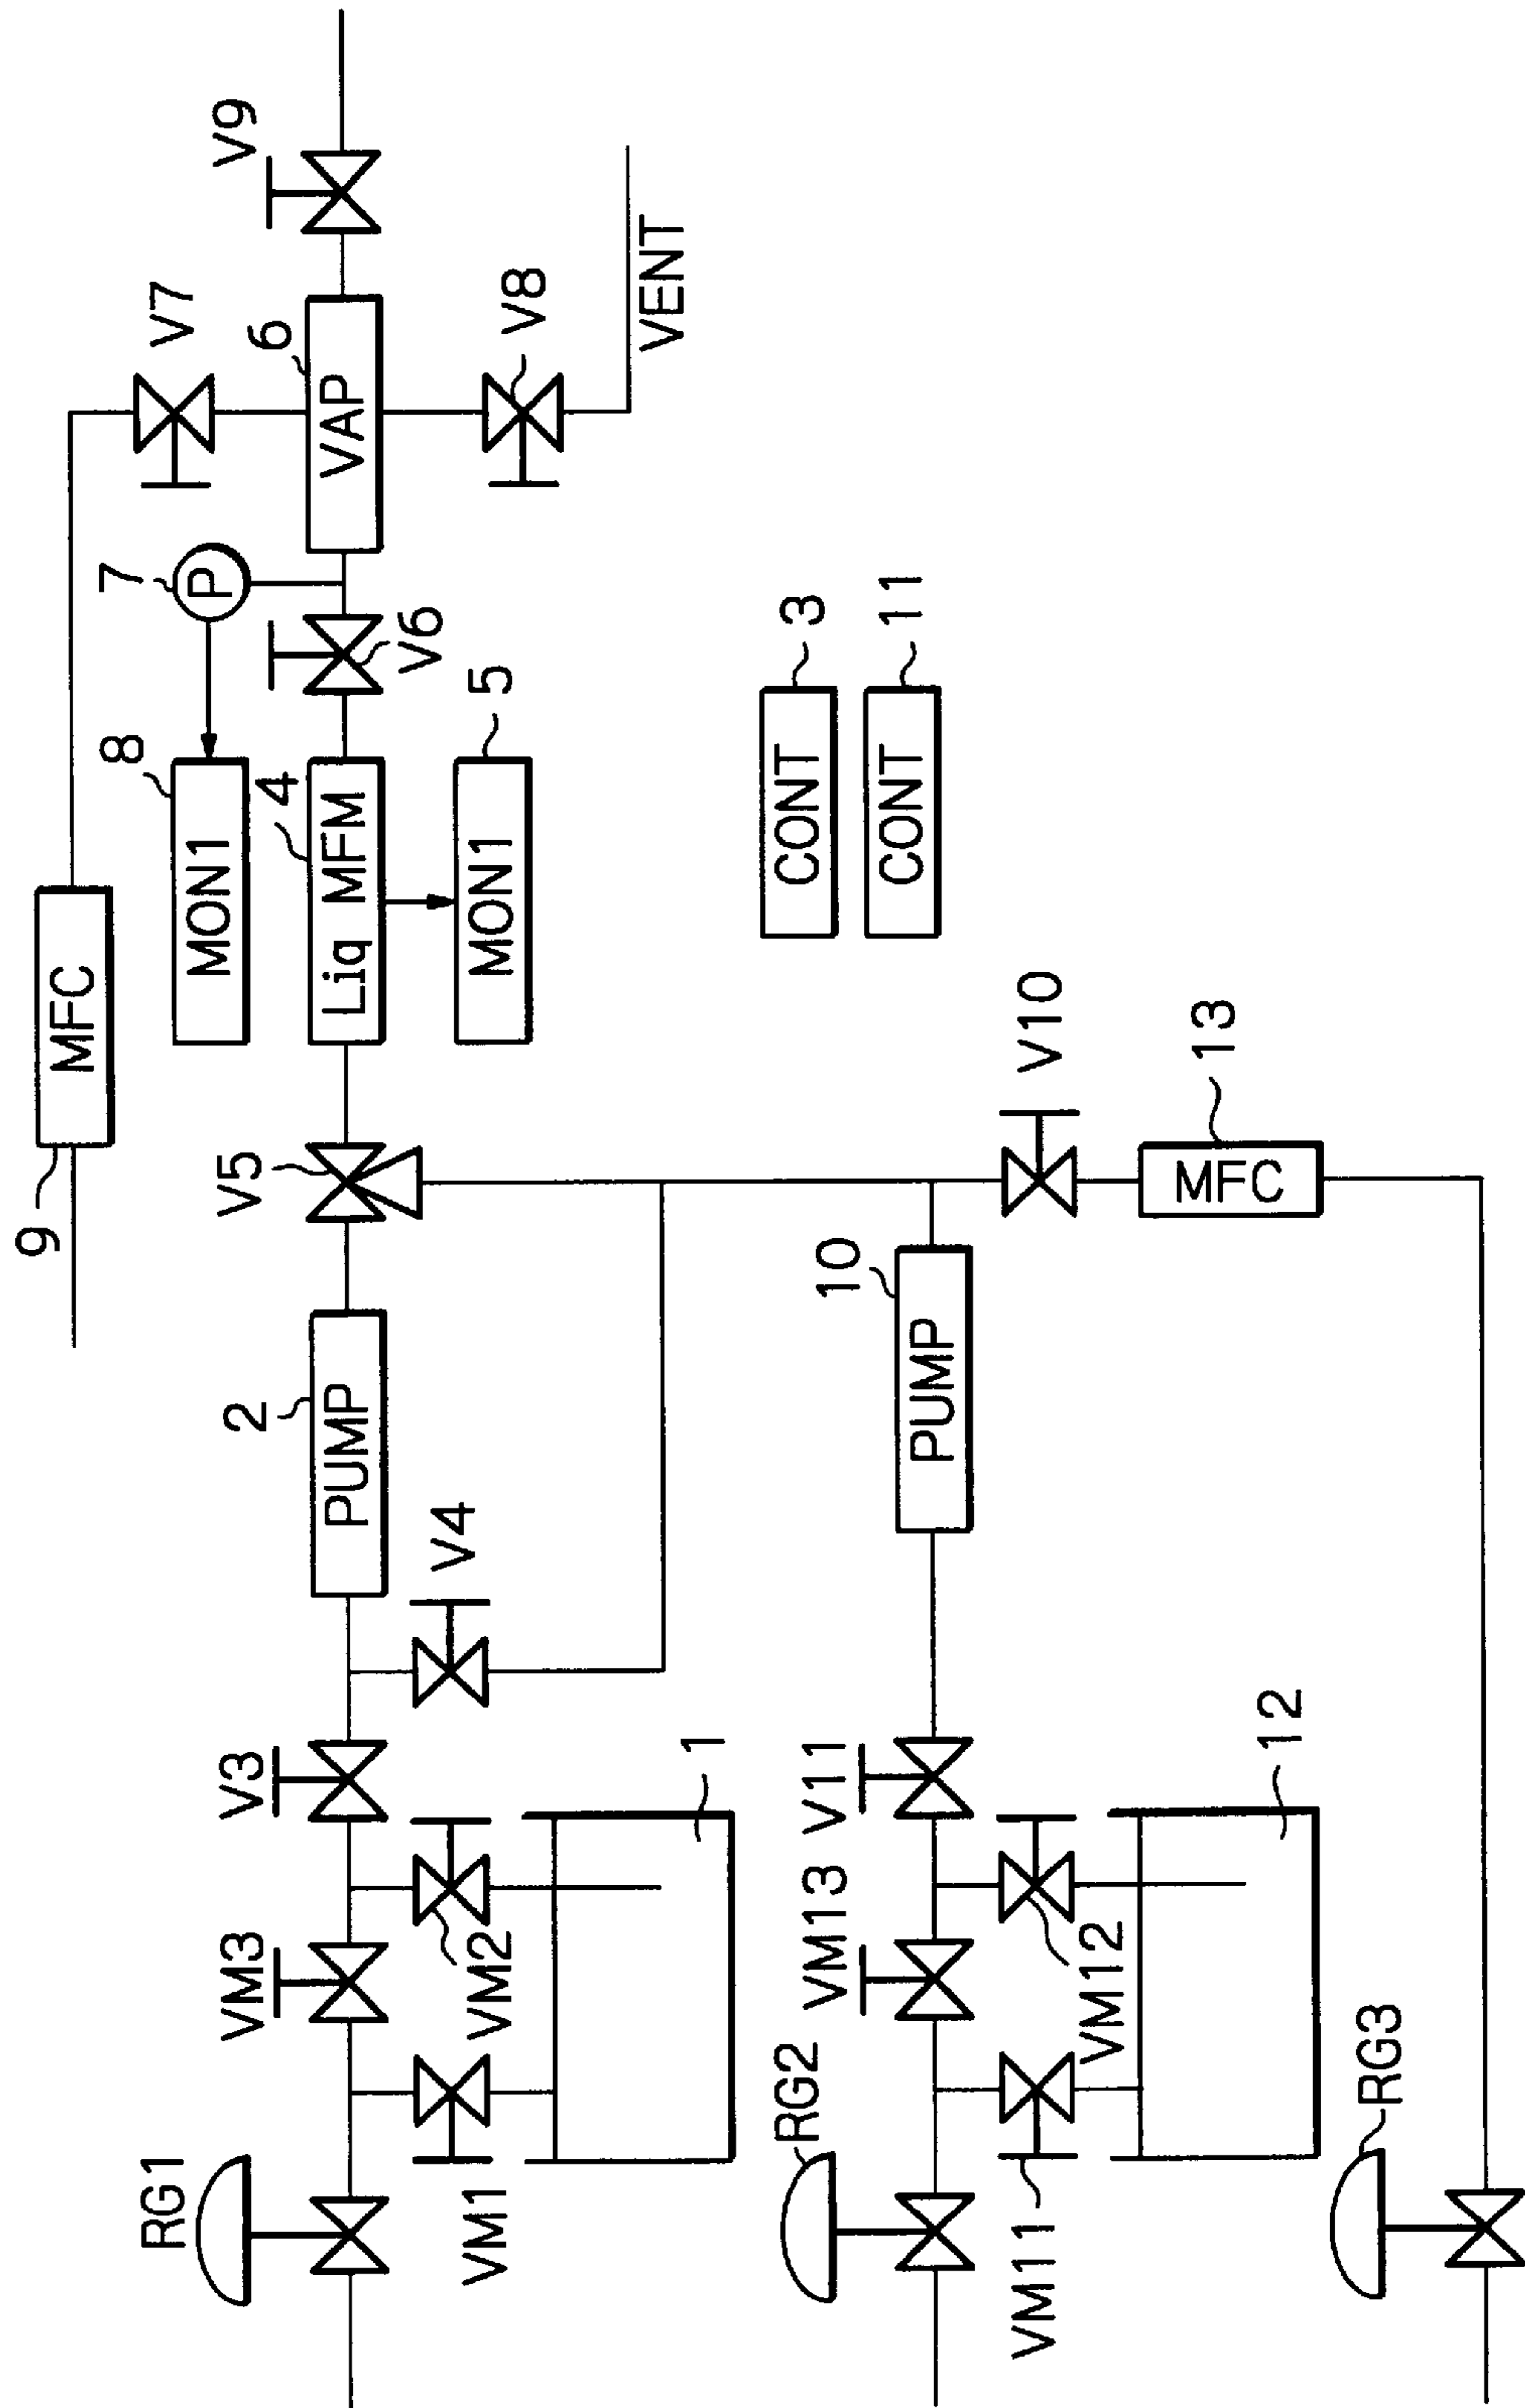 9
MFC
V7
V9
8
MON1
7
P
6
VAP
RG1
VM3
V3
2
PUMP
V5
4
Liq MFM
V6
V8
VENT
VM1
VM2
V4
5
MON1
1
3
CONT
11
CONT
RG2
VM13
V11
10
PUMP
VM11
VM12
V10
12
13
MFC
RG3